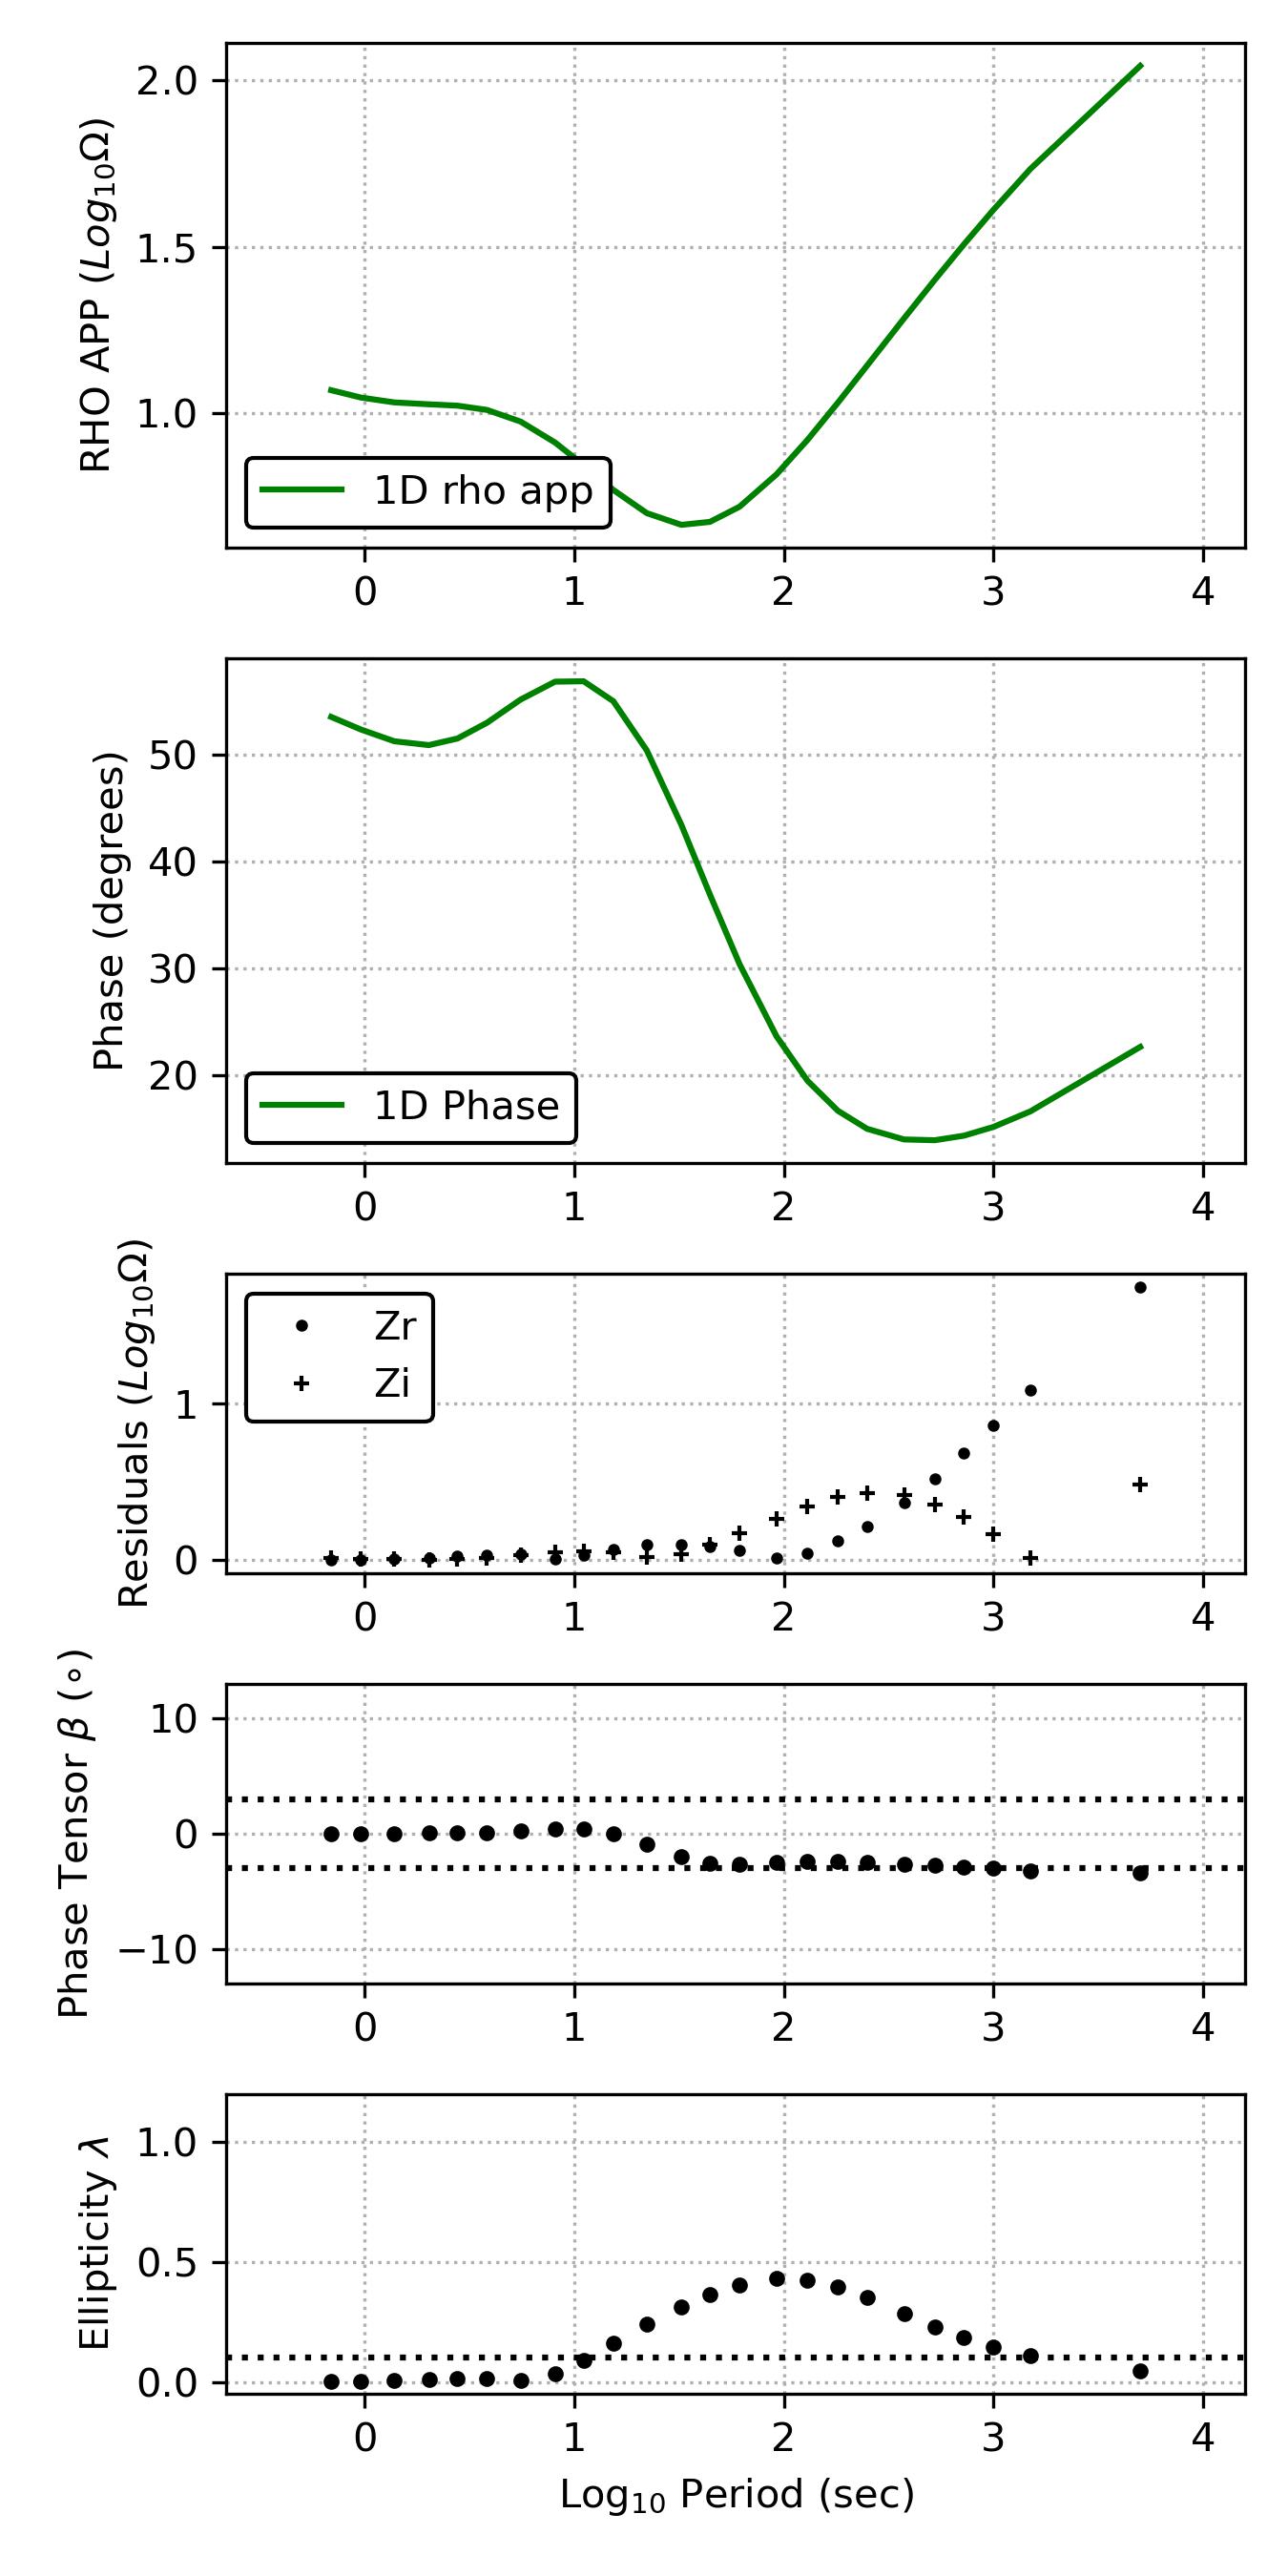 RHO APP (Log₁₀Ω)
2.0
1.5
1.0
1D rho app
0 1 2 3 4
Phase (degrees)
50
40
30
20
1D Phase
0 1 2 3 4
Residuals (Log₁₀Ω)
Zr
Zi
1
0
0 1 2 3 4
Phase Tensor β (∘)
10
0
−10
0 1 2 3 4
Ellipticity λ
1.0
0.5
0.0
0 1 2 3 4
Log₁₀ Period (sec)